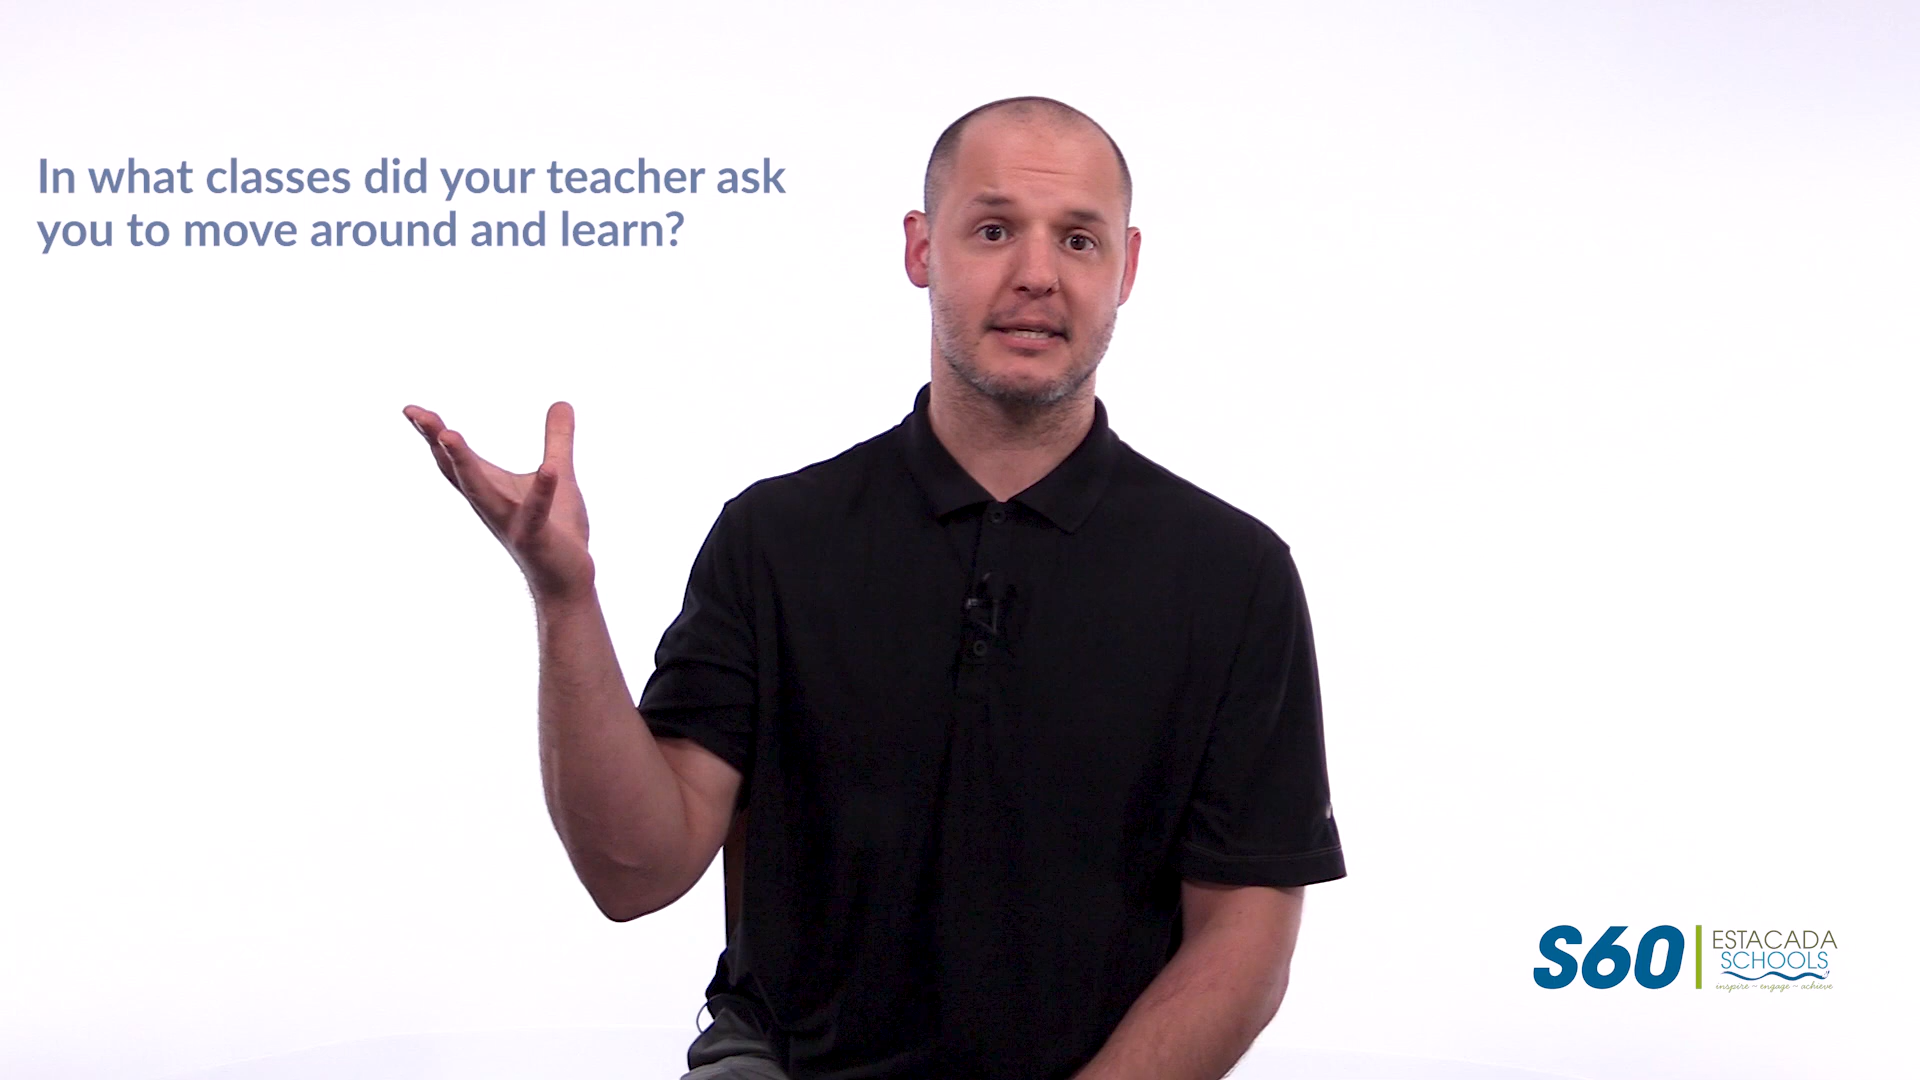 In what classes did your teacher ask
you to move around and learn?
S60
ESTACADA
SCHOOLS
inspire ~ engage ~ achieve